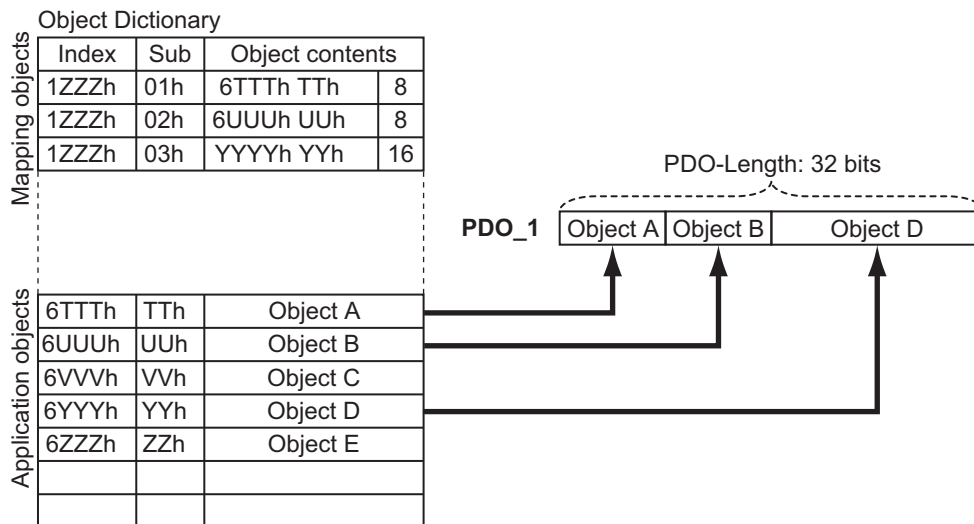 Object Dictionary
Mapping objects
Index Sub Object contents
1ZZZh 01h 6TTTh TTh 8
1ZZZh 02h 6UUUh UUh 8
1ZZZh 03h YYYYh YYh 16
PDO-Length: 32 bits
PDO_1 Object A Object B Object D
Application objects
6TTTh TTh Object A
6UUUh UUh Object B
6VVVh VVh Object C
6YYYh YYh Object D
6ZZZh ZZh Object E